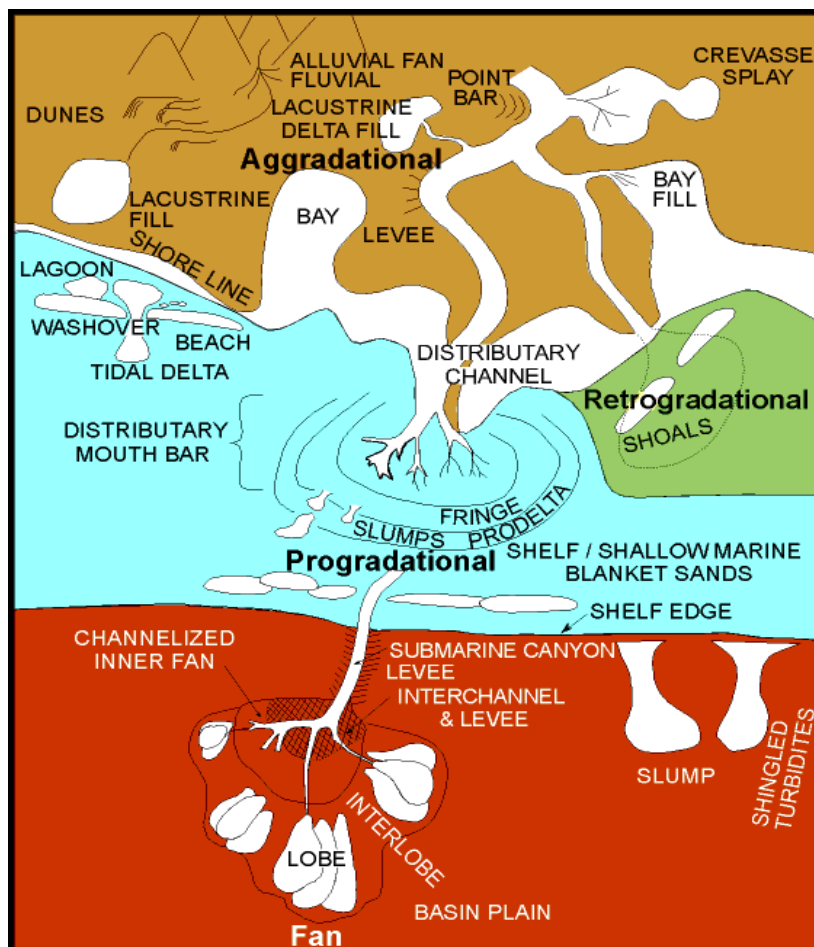 CREVASSE
SPLAY
ALLUVIAL FAN
FLUVIAL
POINT
BAR
DUNES
LACUSTRINE
DELTA FILL
Aggradational
LACUSTRINE
FILL
BAY
LEVEE
BAY
FILL
SHORE LINE
LAGOON
WASHOVER
BEACH
TIDAL DELTA
DISTRIBUTARY
CHANNEL
Retrogradational
SHOALS
DISTRIBUTARY
MOUTH BAR
FRINGE
SLUMPS PRODELTA
Progradational
SHELF / SHALLOW MARINE
BLANKET SANDS
SHELF EDGE
CHANNELIZED
INNER FAN
SUBMARINE CANYON
LEVEE
INTERCHANNEL
& LEVEE
SLUMP
SHINGLED
TURBIDITES
INTERLOBE
LOBE
BASIN PLAIN
Fan